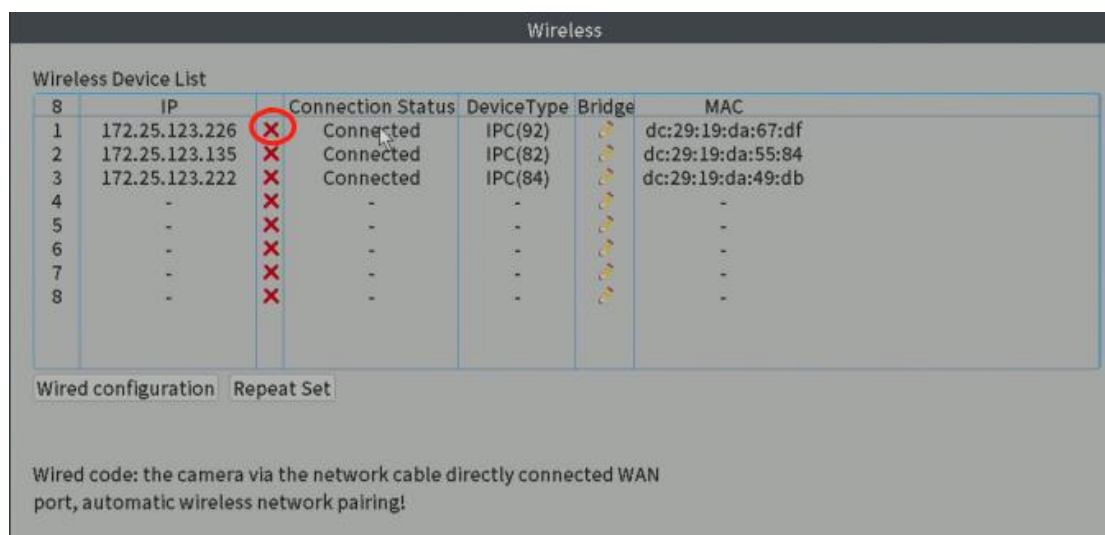 Wireless
Wireless Device List
8 IP Connection Status DeviceType Bridge MAC
1 172.25.123.226 Connected IPC(92) dc:29:19:da:67:df
2 172.25.123.135 Connected IPC(82) dc:29:19:da:55:84
3 172.25.123.222 Connected IPC(84) dc:29:19:da:49:db
4 - - - -
5 - - - -
6 - - - -
7 - - - -
8 - - - -
Wired configuration Repeat Set
Wired code: the camera via the network cable directly connected WAN
port, automatic wireless network pairing!